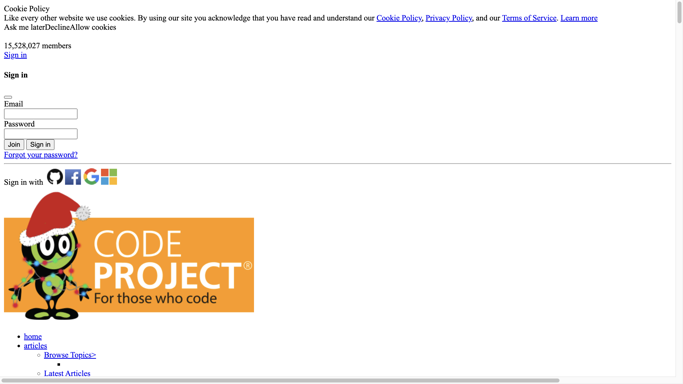 Cookie Policy
Like every other website we use cookies. By using our site you acknowledge that you have read and understand our Cookie Policy, Privacy Policy, and our Terms of Service. Learn more
Ask me laterDeclineAllow cookies
15,528,027 members
Sign in
Sign in
Email
Password
Join Sign in
Forgot your password?
Sign in with
CODE
PROJECT®
For those who code
home
articles
Browse Topics>
Latest Articles